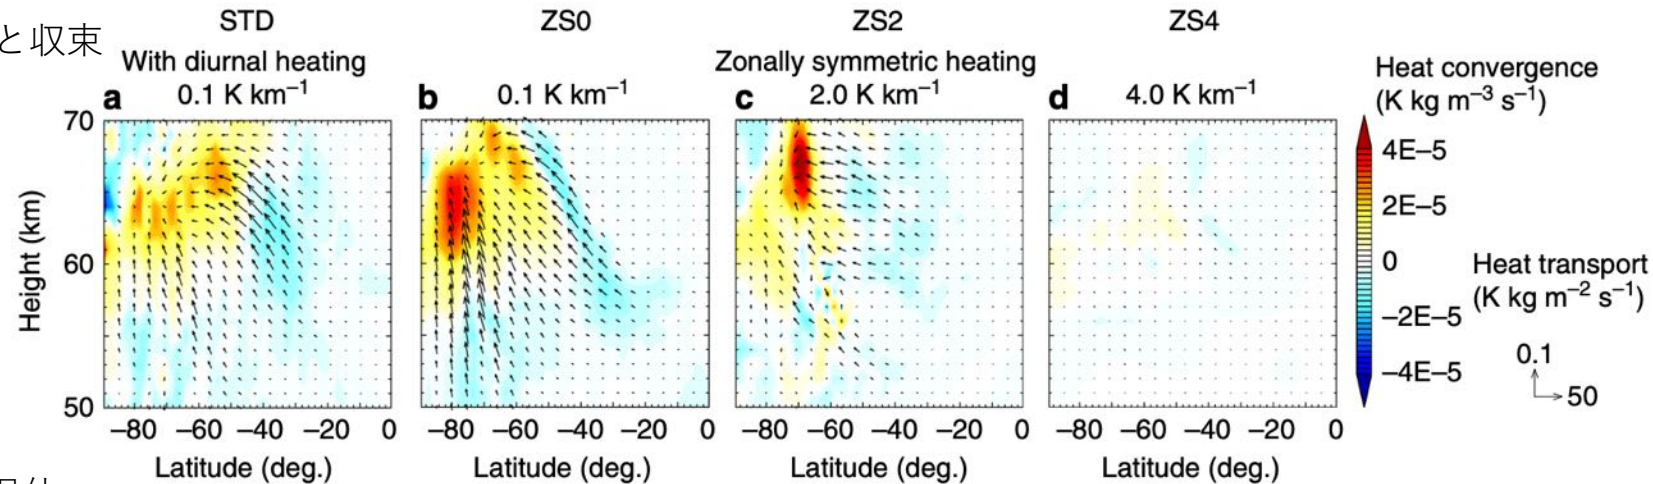 と収束
STD ZS0 ZS2 ZS4
With diurnal heating Zonally symmetric heating
a 0.1 K km⁻¹ b 0.1 K km⁻¹ c 2.0 K km⁻¹ d 4.0 K km⁻¹
Heat convergence
(K kg m⁻³ s⁻¹)
4E–5
2E–5
0
–2E–5
–4E–5
Heat transport
(K kg m⁻² s⁻¹)
0.1
50
Height (km)
70
60
50
–80 –60 –40 –20 0 –80 –60 –40 –20 0 –80 –60 –40 –20 0 –80 –60 –40 –20 0
Latitude (deg.) Latitude (deg.) Latitude (deg.) Latitude (deg.)